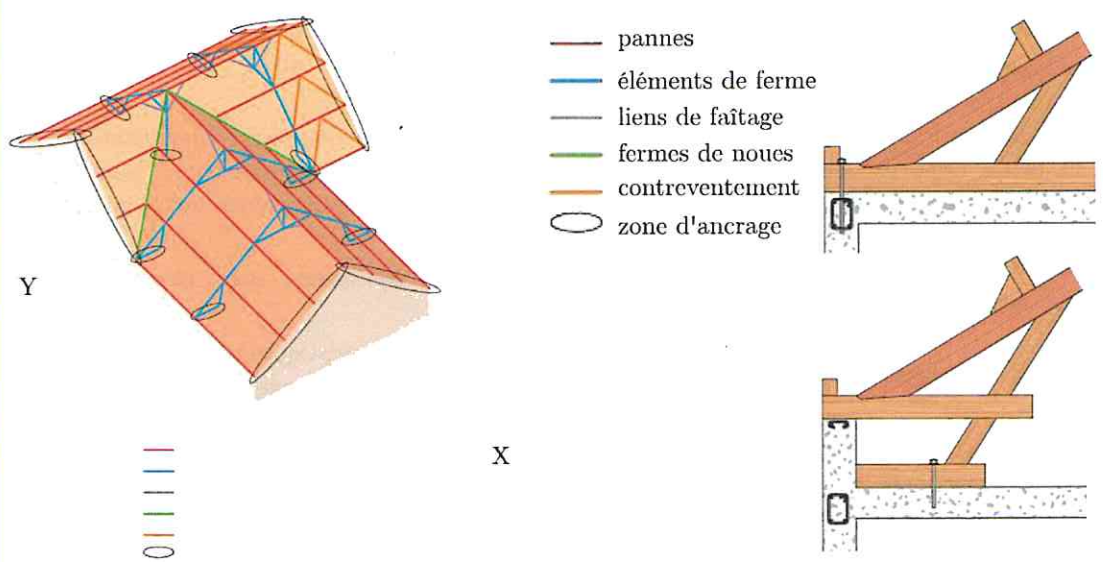 pannes
éléments de ferme
liens de faîtage
fermes de noues
contreventement
zone d'ancrage
Y
X